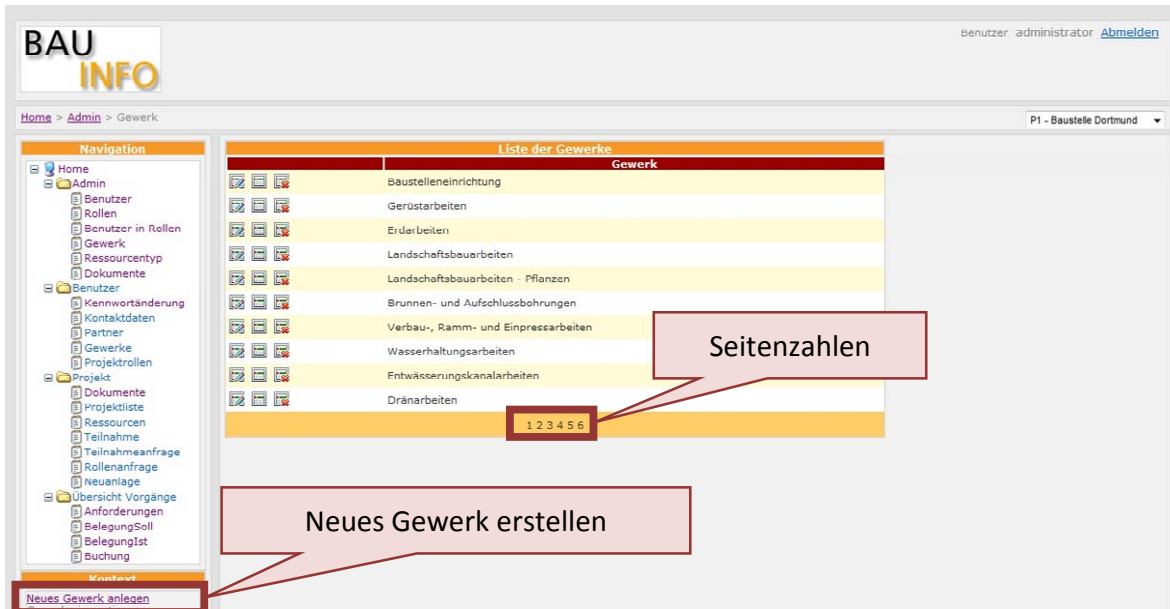 BAU
INFO
Benutzer administrator Abmelden
Home > Admin > Gewerk
P1 - Baustelle Dortmund
Navigation
Home
Admin
Benutzer
Rollen
Benutzer in Rollen
Gewerk
Ressourcentyp
Dokumente
Benutzer
Kennwortänderung
Kontaktdaten
Partner
Gewerke
Projektrollen
Projekt
Dokumente
Projektliste
Ressourcen
Teilnahme
Teilnahmeanfrage
Rollenanfrage
Neuanlage
Übersicht Vorgänge
Anforderungen
BelegungSoll
BelegungIst
Buchung
Kontext
Neues Gewerk anlegen
Liste der Gewerke
Gewerk
Baustelleneinrichtung
Gerüstarbeiten
Erdarbeiten
Landschaftsbauarbeiten
Landschaftsbauarbeiten - Pflanzen
Brunnen- und Aufschlussbohrungen
Verbau-, Ramm- und Einpressarbeiten
Wasserhaltungsarbeiten
Entwässerungskanalarbeiten
Dränarbeiten
1 2 3 4 5 6
Seitenzahlen
Neues Gewerk erstellen